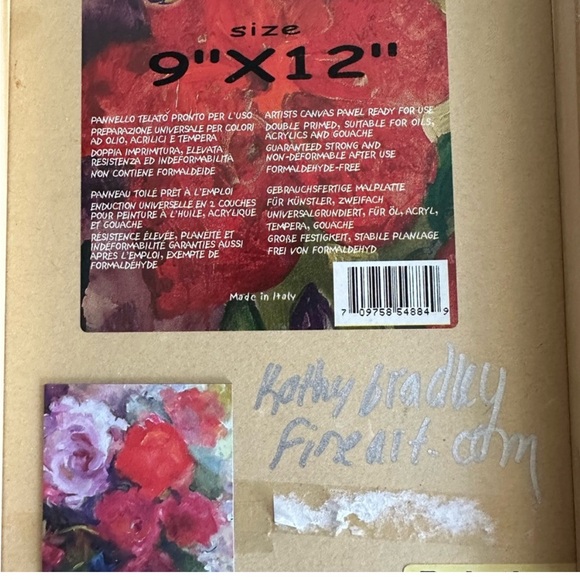 size
9"X12"
PANNELLO TELATO PRONTO PER L'USO
PREPARAZIONE UNIVERSALE PER COLORI
AD OLIO, ACRILICI E TEMPERA
DOPPIA IMPRIMITURA, ELEVATA
RESISTENZA ED INDEFORMABILITA
NON CONTIENE FORMALDEIDE
ARTISTS CANVAS PANEL READY FOR USE
DOUBLE PRIMED, SUITABLE FOR OILS,
ACRYLICS AND GOUACHE
GUARANTEED STRONG AND
NON-DEFORMABLE AFTER USE
FORMALDEHYDE-FREE
PANNEAU TOILÉ PRÊT À L'EMPLOI
ENDUCTION UNIVERSELLE EN 2 COUCHES
POUR PEINTURE À L'HUILE, ACRYLIQUE
ET GOUACHE
RÉSISTENCE ÉLEVÉE, PLANÉITÉ ET
INDÉFORMABILITÉ GARANTIES AUSSI
APRÈS L'EMPLOI, EXEMPTE DE
FORMALDEHYDE
GEBRAUCHSFERTIGE MALPLATTE
FÜR KÜNSTLER, ZWEIFACH
UNIVERSALGRUNDIERT, FÜR ÖL, ACRYL,
TEMPERA, GOUACHE
GROßE FESTIGKEIT, STABILE PLANLAGE
FREI VON FORMALDEHYD
Made in Italy
7 09758 54884 9
Kathy bradley
fineart.com